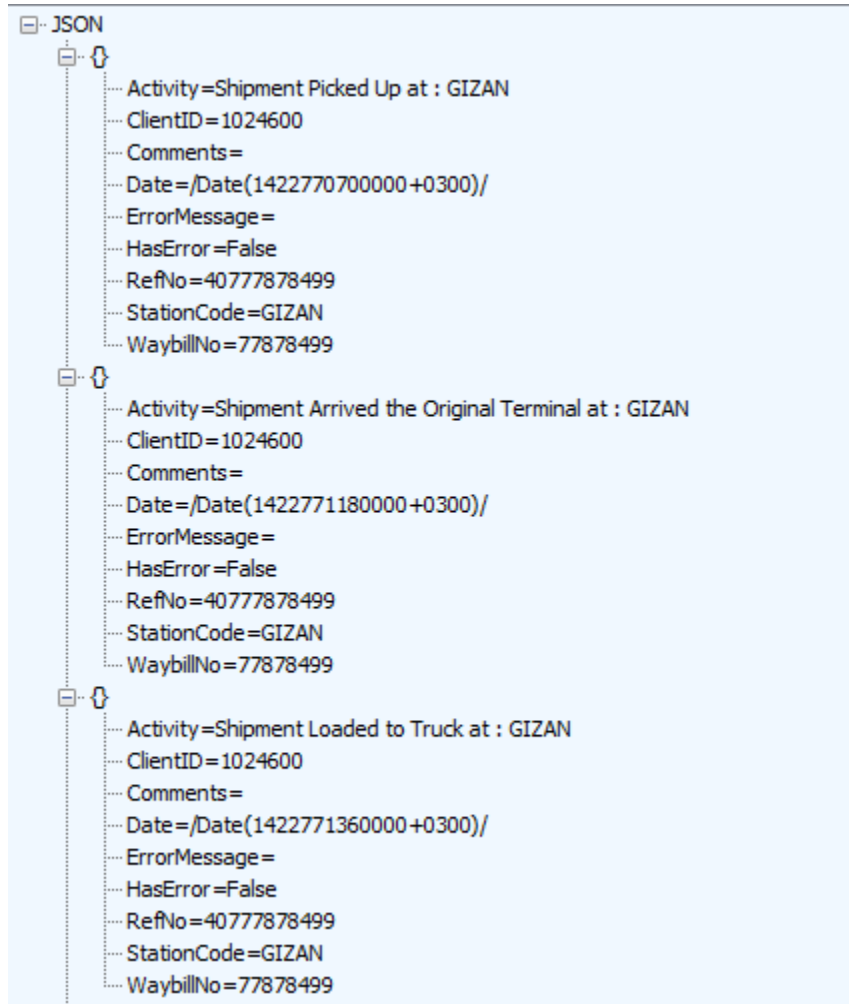 JSON
{}
Activity=Shipment Picked Up at : GIZAN
ClientID=1024600
Comments=
Date=/Date(1422770700000+0300)/
ErrorMessage=
HasError=False
RefNo=40777878499
StationCode=GIZAN
WaybillNo=77878499
{}
Activity=Shipment Arrived the Original Terminal at : GIZAN
ClientID=1024600
Comments=
Date=/Date(1422771180000+0300)/
ErrorMessage=
HasError=False
RefNo=40777878499
StationCode=GIZAN
WaybillNo=77878499
{}
Activity=Shipment Loaded to Truck at : GIZAN
ClientID=1024600
Comments=
Date=/Date(1422771360000+0300)/
ErrorMessage=
HasError=False
RefNo=40777878499
StationCode=GIZAN
WaybillNo=77878499